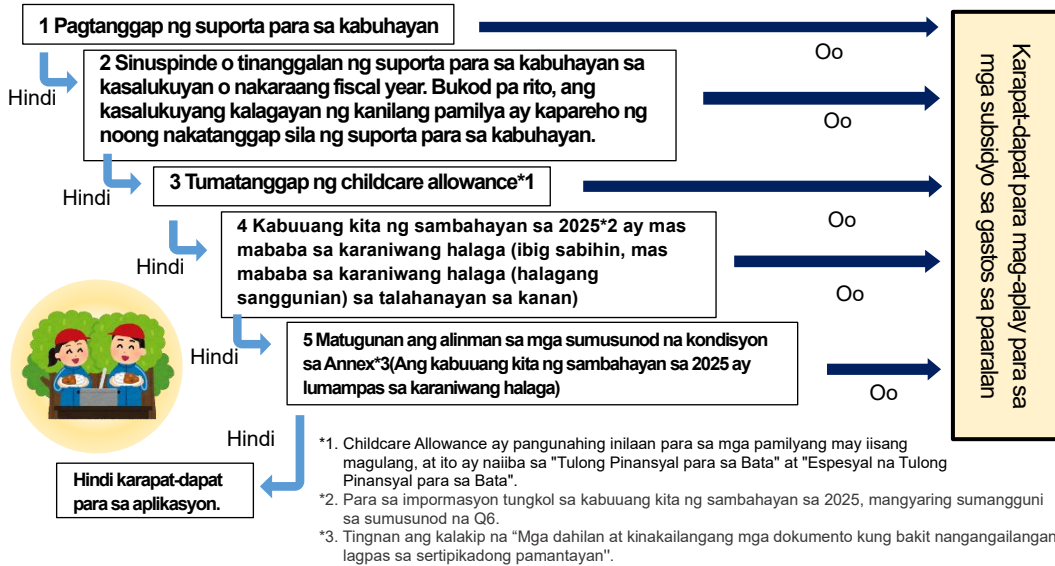 1 Pagtanggap ng suporta para sa kabuhayan
Oo
Hindi
2 Sinuspinde o tinanggalan ng suporta para sa kabuhayan sa
kasalukuyan o nakaraang fiscal year. Bukod pa rito, ang
kasalukuyang kalagayan ng kanilang pamilya ay kapareho ng
noong nakatanggap sila ng suporta para sa kabuhayan.
Oo
Hindi
3 Tumatanggap ng childcare allowance*1
Oo
Hindi
4 Kabuuang kita ng sambahayan sa 2025*2 ay mas
mababa sa karaniwang halaga (ibig sabihin, mas
mababa sa karaniwang halaga (halagang
sanggunian) sa talahanayan sa kanan)
Oo
Hindi
5 Matugunan ang alinman sa mga sumusunod na kondisyon
sa Annex*3(Ang kabuuang kita ng sambahayan sa 2025 ay
lumampas sa karaniwang halaga)
Oo
Hindi
Hindi karapat-dapat
para sa aplikasyon.
Karapat-dapat para mag-aplay para sa
mga subsidyo sa gastos sa paaralan
*1. Childcare Allowance ay pangunahing inilaan para sa mga pamilyang may iisang
magulang, at ito ay naiiba sa "Tulong Pinansyal para sa Bata" at "Espesyal na Tulong
Pinansyal para sa Bata".
*2. Para sa impormasyon tungkol sa kabuuang kita ng sambahayan sa 2025, mangyaring sumangguni
sa sumusunod na Q6.
*3. Tingnan ang kalakip na “Mga dahilan at kinakailangang mga dokumento kung bakit nangangailangan
lagpas sa sertipikadong pamantayan".